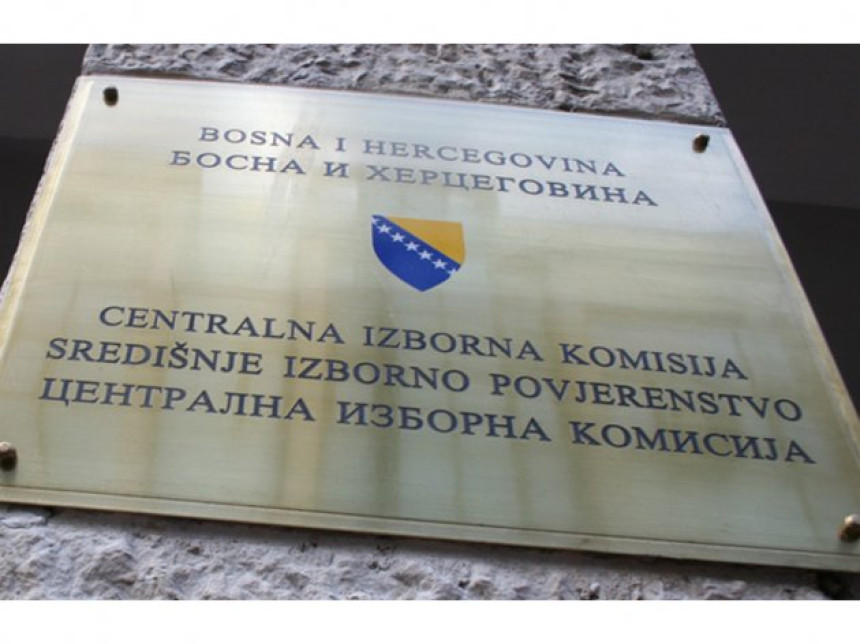 BOSNA I HERCEGOVINA
БОСНА И ХЕРЦЕГОВИНА
CENTRALNA IZBORNA KOMISIJA
SREDIŠNJE IZBORNO POVJERENSTVO
ЦЕНТРАЛНА ИЗБОРНА КОМИСИЈА